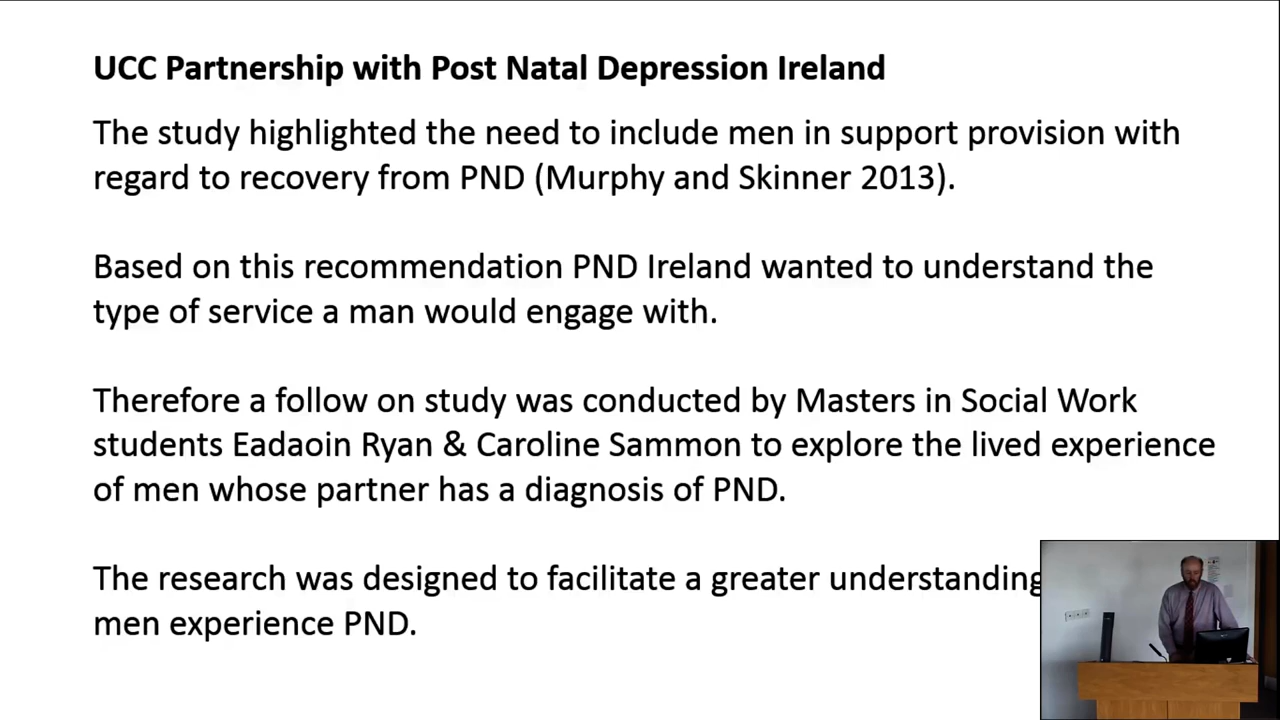 UCC Partnership with Post Natal Depression Ireland
The study highlighted the need to include men in support provision with
regard to recovery from PND (Murphy and Skinner 2013).
Based on this recommendation PND Ireland wanted to understand the
type of service a man would engage with.
Therefore a follow on study was conducted by Masters in Social Work
students Eadaoin Ryan & Caroline Sammon to explore the lived experience
of men whose partner has a diagnosis of PND.
The research was designed to facilitate a greater understanding
men experience PND.